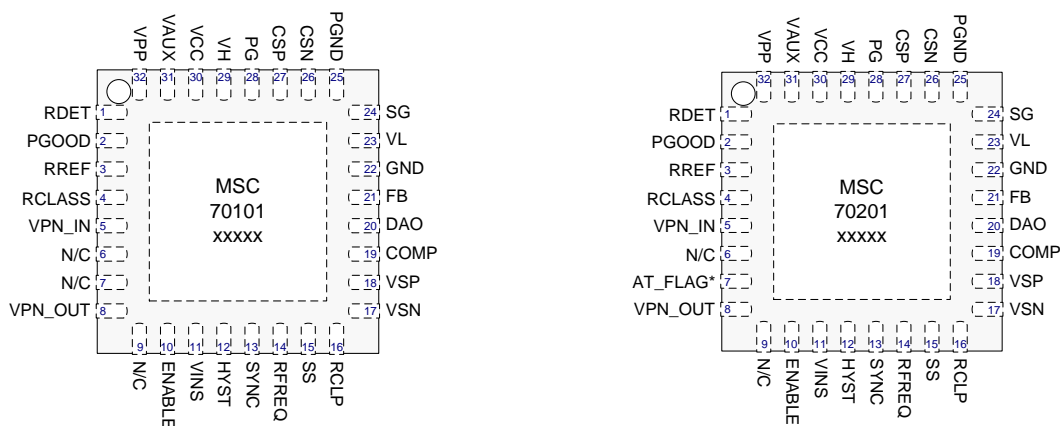 VPP VAUX VCC VH PG CSP CSN PGND
32 31 30 29 28 27 26 25
RDET 1
PGOOD 2
RREF 3
RCLASS 4
VPN_IN 5
N/C 6
N/C 7
VPN_OUT 8
MSC
70101
xxxxx
24 SG
23 VL
22 GND
21 FB
20 DAO
19 COMP
18 VSP
17 VSN
9 10 11 12 13 14 15 16
N/C ENABLE VINS HYST SYNC RFREQ SS RCLP
VPP VAUX VCC VH PG CSP CSN PGND
32 31 30 29 28 27 26 25
RDET 1
PGOOD 2
RREF 3
RCLASS 4
VPN_IN 5
N/C 6
AT_FLAG* 7
VPN_OUT 8
MSC
70201
xxxxx
24 SG
23 VL
22 GND
21 FB
20 DAO
19 COMP
18 VSP
17 VSN
9 10 11 12 13 14 15 16
N/C ENABLE VINS HYST SYNC RFREQ SS RCLP